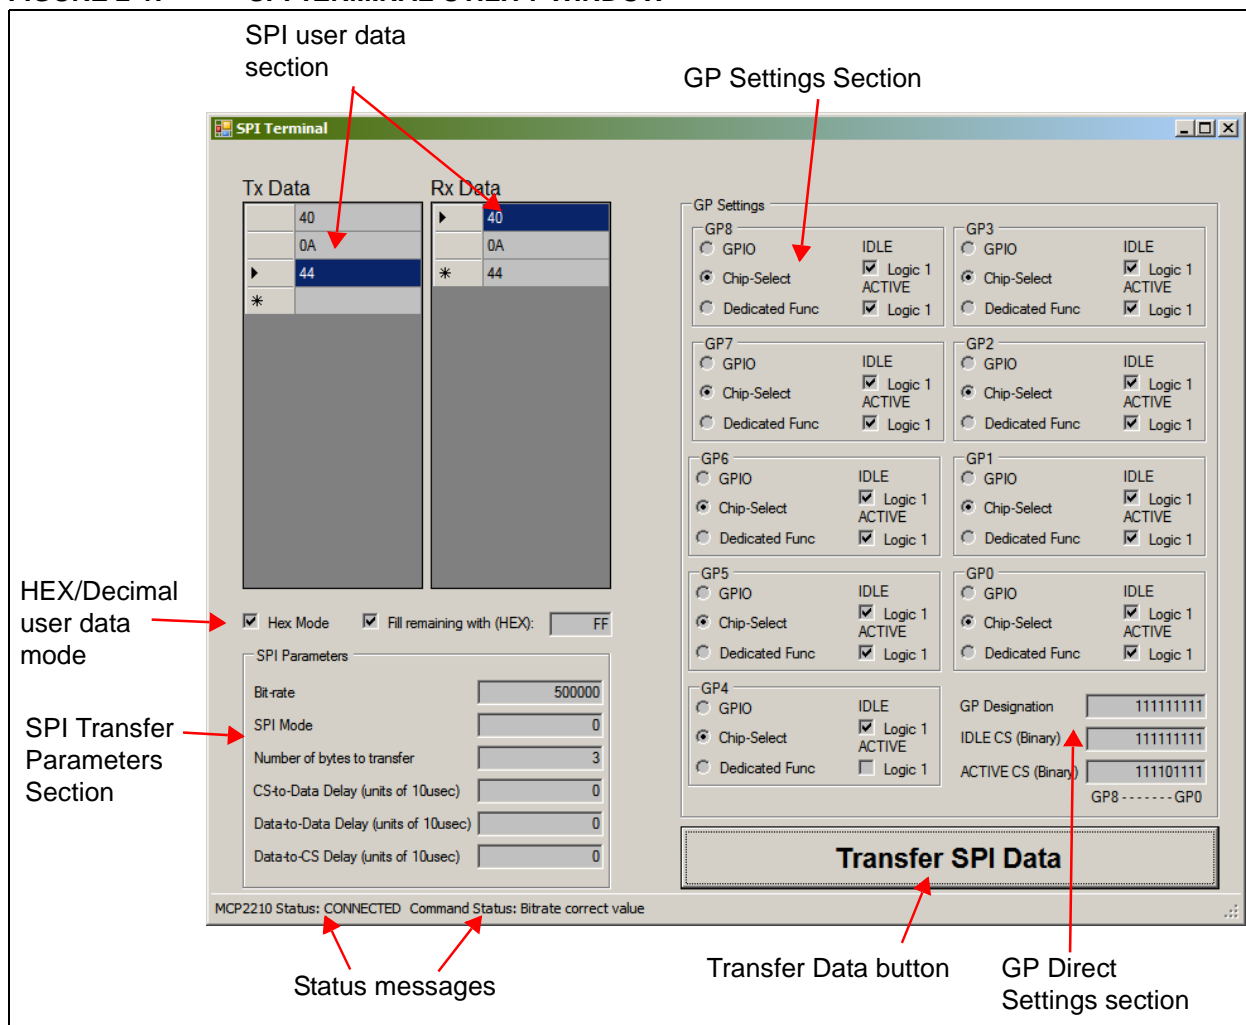 SPI user data
section
GP Settings Section
SPI Terminal
Tx Data
Rx Data
40
0A
44
40
0A
44
HEX/Decimal
user data
mode
Hex Mode
Fill remaining with (HEX):
FF
SPI Transfer
Parameters
Section
SPI Parameters
Bit-rate 500000
SPI Mode 0
Number of bytes to transfer 3
CS-to-Data Delay (units of 10usec) 0
Data-to-Data Delay (units of 10usec) 0
Data-to-CS Delay (units of 10usec) 0
GP Settings
GP8
GPIO IDLE
Chip-Select Logic 1
ACTIVE
Dedicated Func Logic 1
GP3
GPIO IDLE
Chip-Select Logic 1
ACTIVE
Dedicated Func Logic 1
GP7
GPIO IDLE
Chip-Select Logic 1
ACTIVE
Dedicated Func Logic 1
GP2
GPIO IDLE
Chip-Select Logic 1
ACTIVE
Dedicated Func Logic 1
GP6
GPIO IDLE
Chip-Select Logic 1
ACTIVE
Dedicated Func Logic 1
GP1
GPIO IDLE
Chip-Select Logic 1
ACTIVE
Dedicated Func Logic 1
GP5
GPIO IDLE
Chip-Select Logic 1
ACTIVE
Dedicated Func Logic 1
GP0
GPIO IDLE
Chip-Select Logic 1
ACTIVE
Dedicated Func Logic 1
GP4
GPIO IDLE
Chip-Select Logic 1
ACTIVE
Dedicated Func Logic 1
GP Designation 111111111
IDLE CS (Binary) 111111111
ACTIVE CS (Binary) 111101111
GP8-------GP0
Transfer SPI Data
MCP2210 Status: CONNECTED Command Status: Bitrate correct value
Status messages
Transfer Data button
GP Direct
Settings section